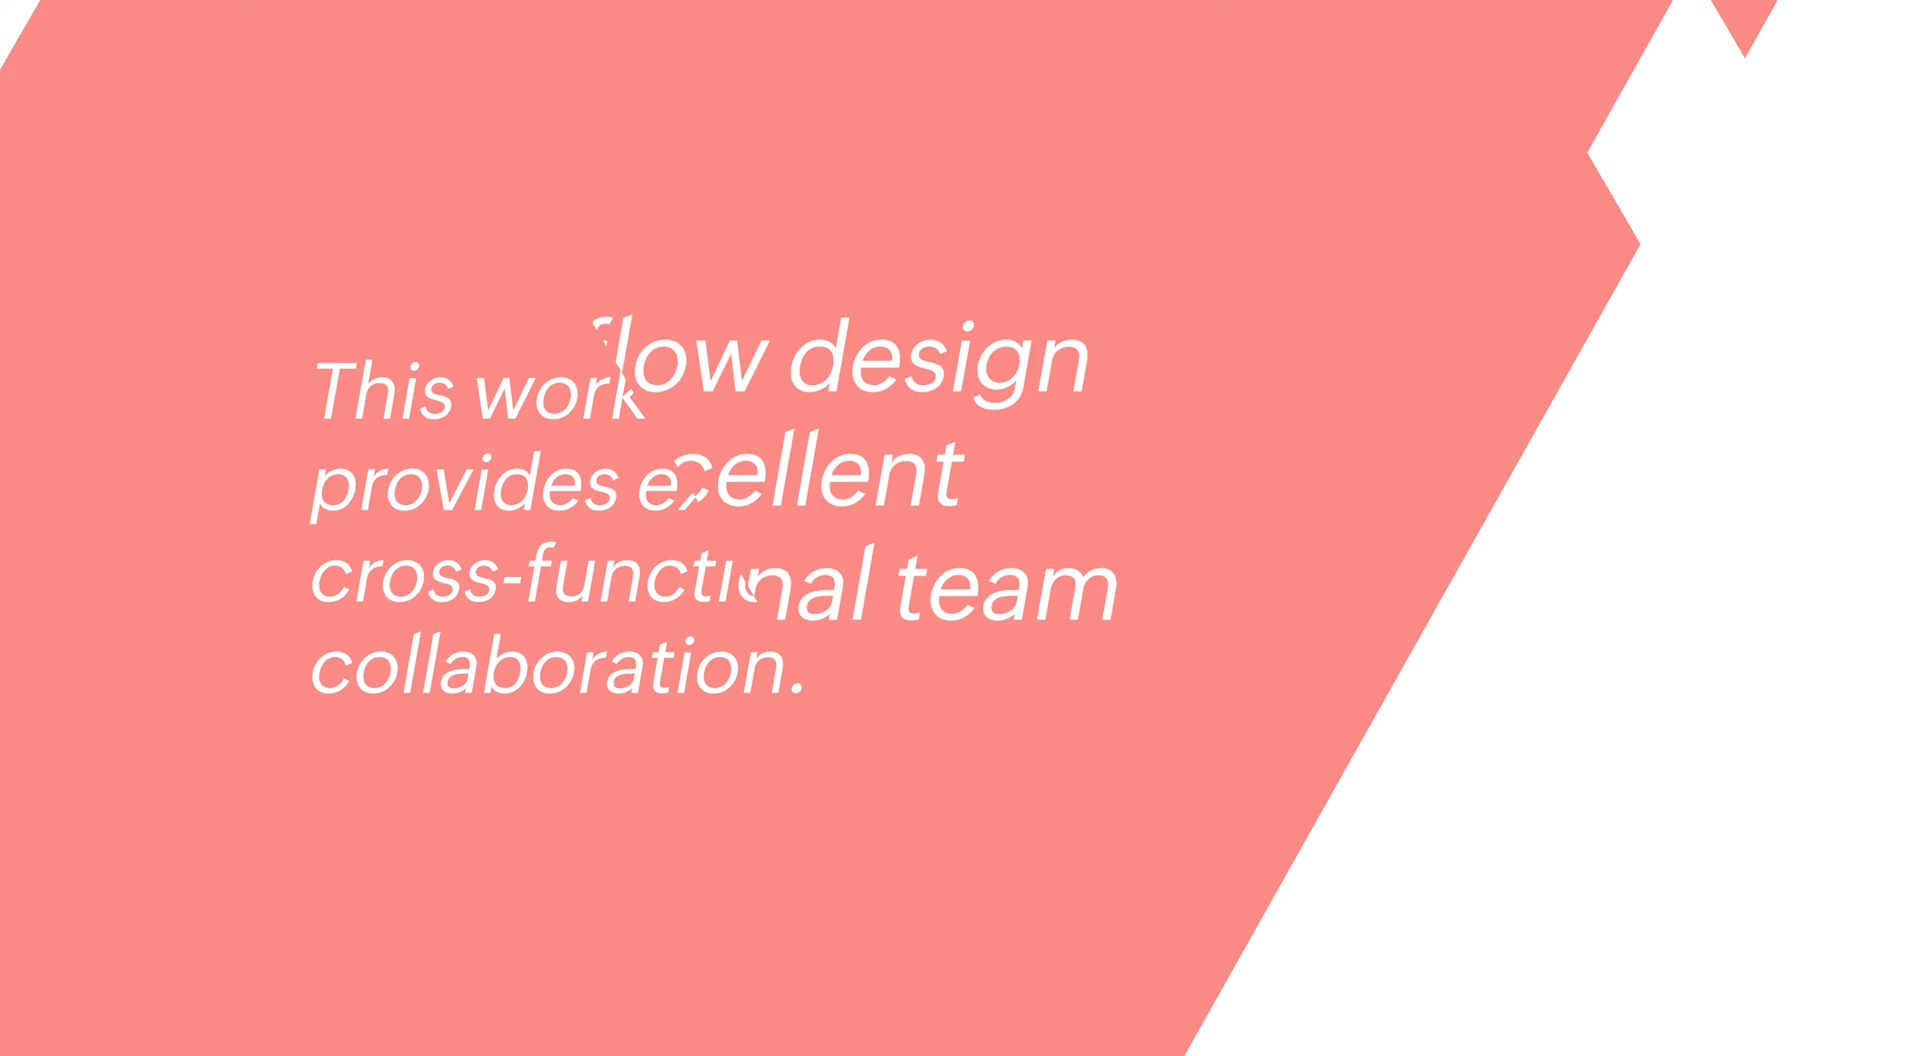 This workflow design
provides excellent
cross-functional team
collaboration.